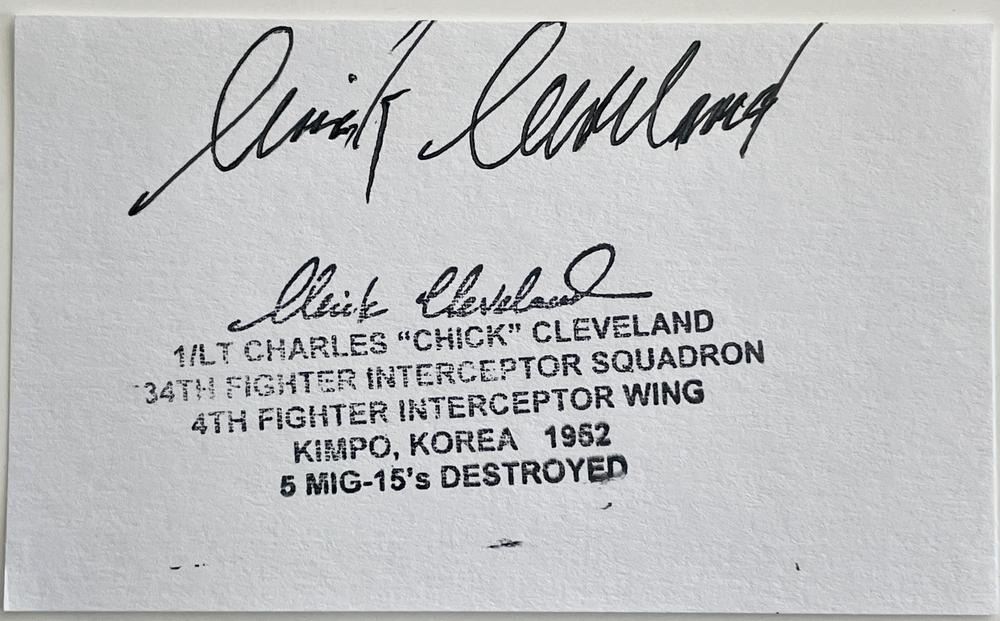 Chick Cleveland
Chick Cleveland
1/LT CHARLES “CHICK” CLEVELAND
34TH FIGHTER INTERCEPTOR SQUADRON
4TH FIGHTER INTERCEPTOR WING
KIMPO, KOREA 1952
5 MIG-15's DESTROYED